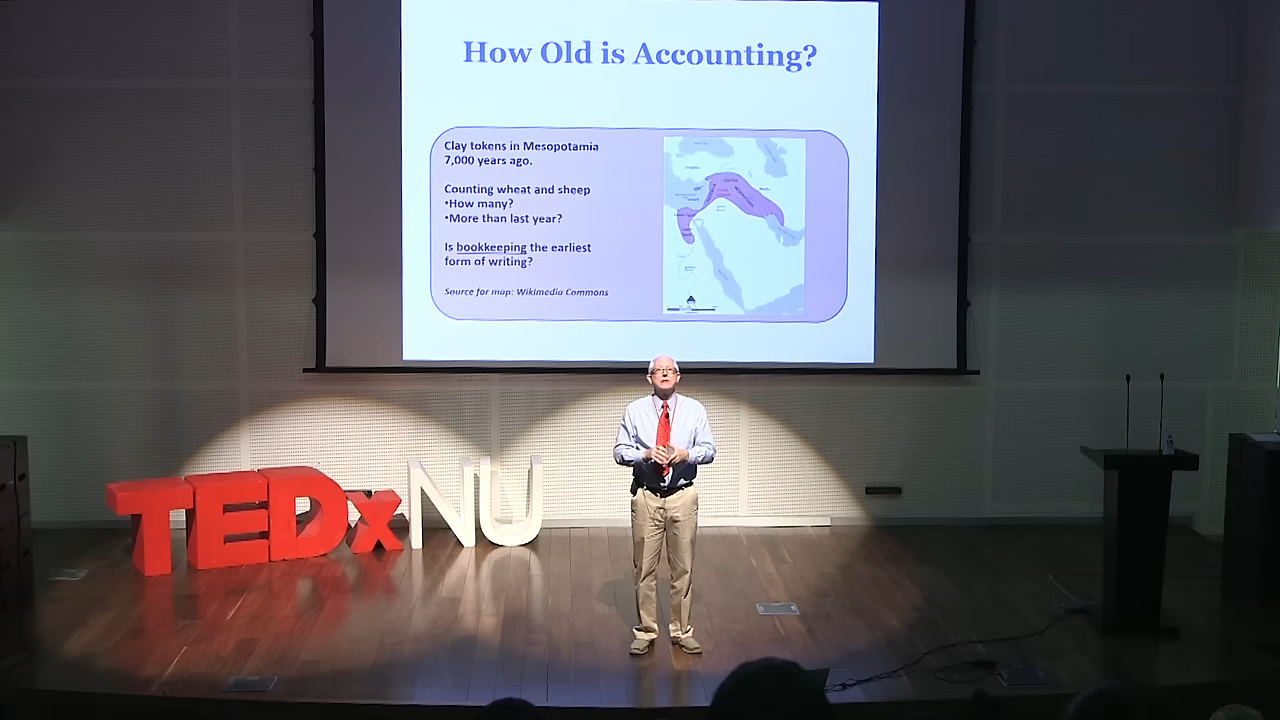 How Old is Accounting?
Clay tokens in Mesopotamia
7,000 years ago.
Counting wheat and sheep
•How many?
•More than last year?
Is bookkeeping the earliest
form of writing?
Source for map: Wikimedia Commons
TEDxNU